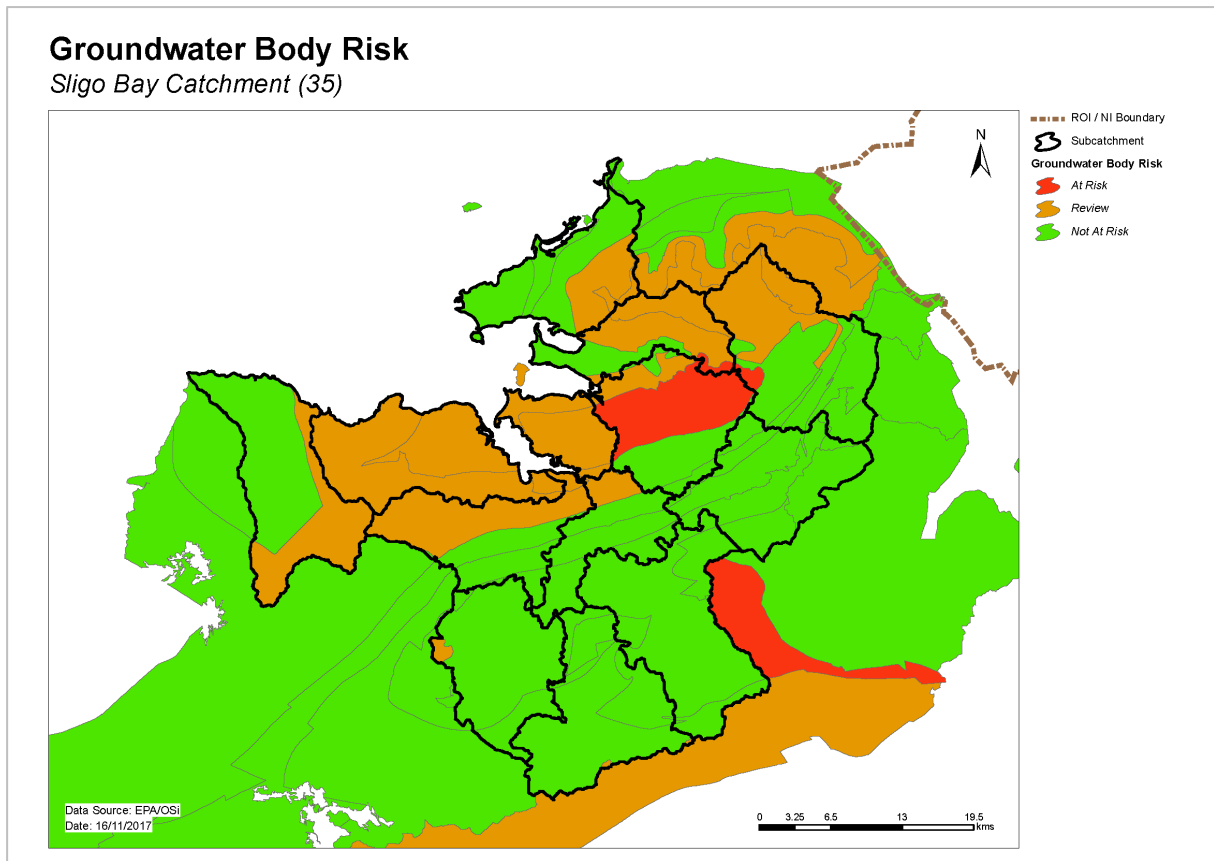 Groundwater Body Risk
Sligo Bay Catchment (35)
N
ROI / NI Boundary
Subcatchment
Groundwater Body Risk
At Risk
Review
Not At Risk
Data Source: EPA/OSi
Date: 16/11/2017
0 3.25 6.5 13 19.5
kms